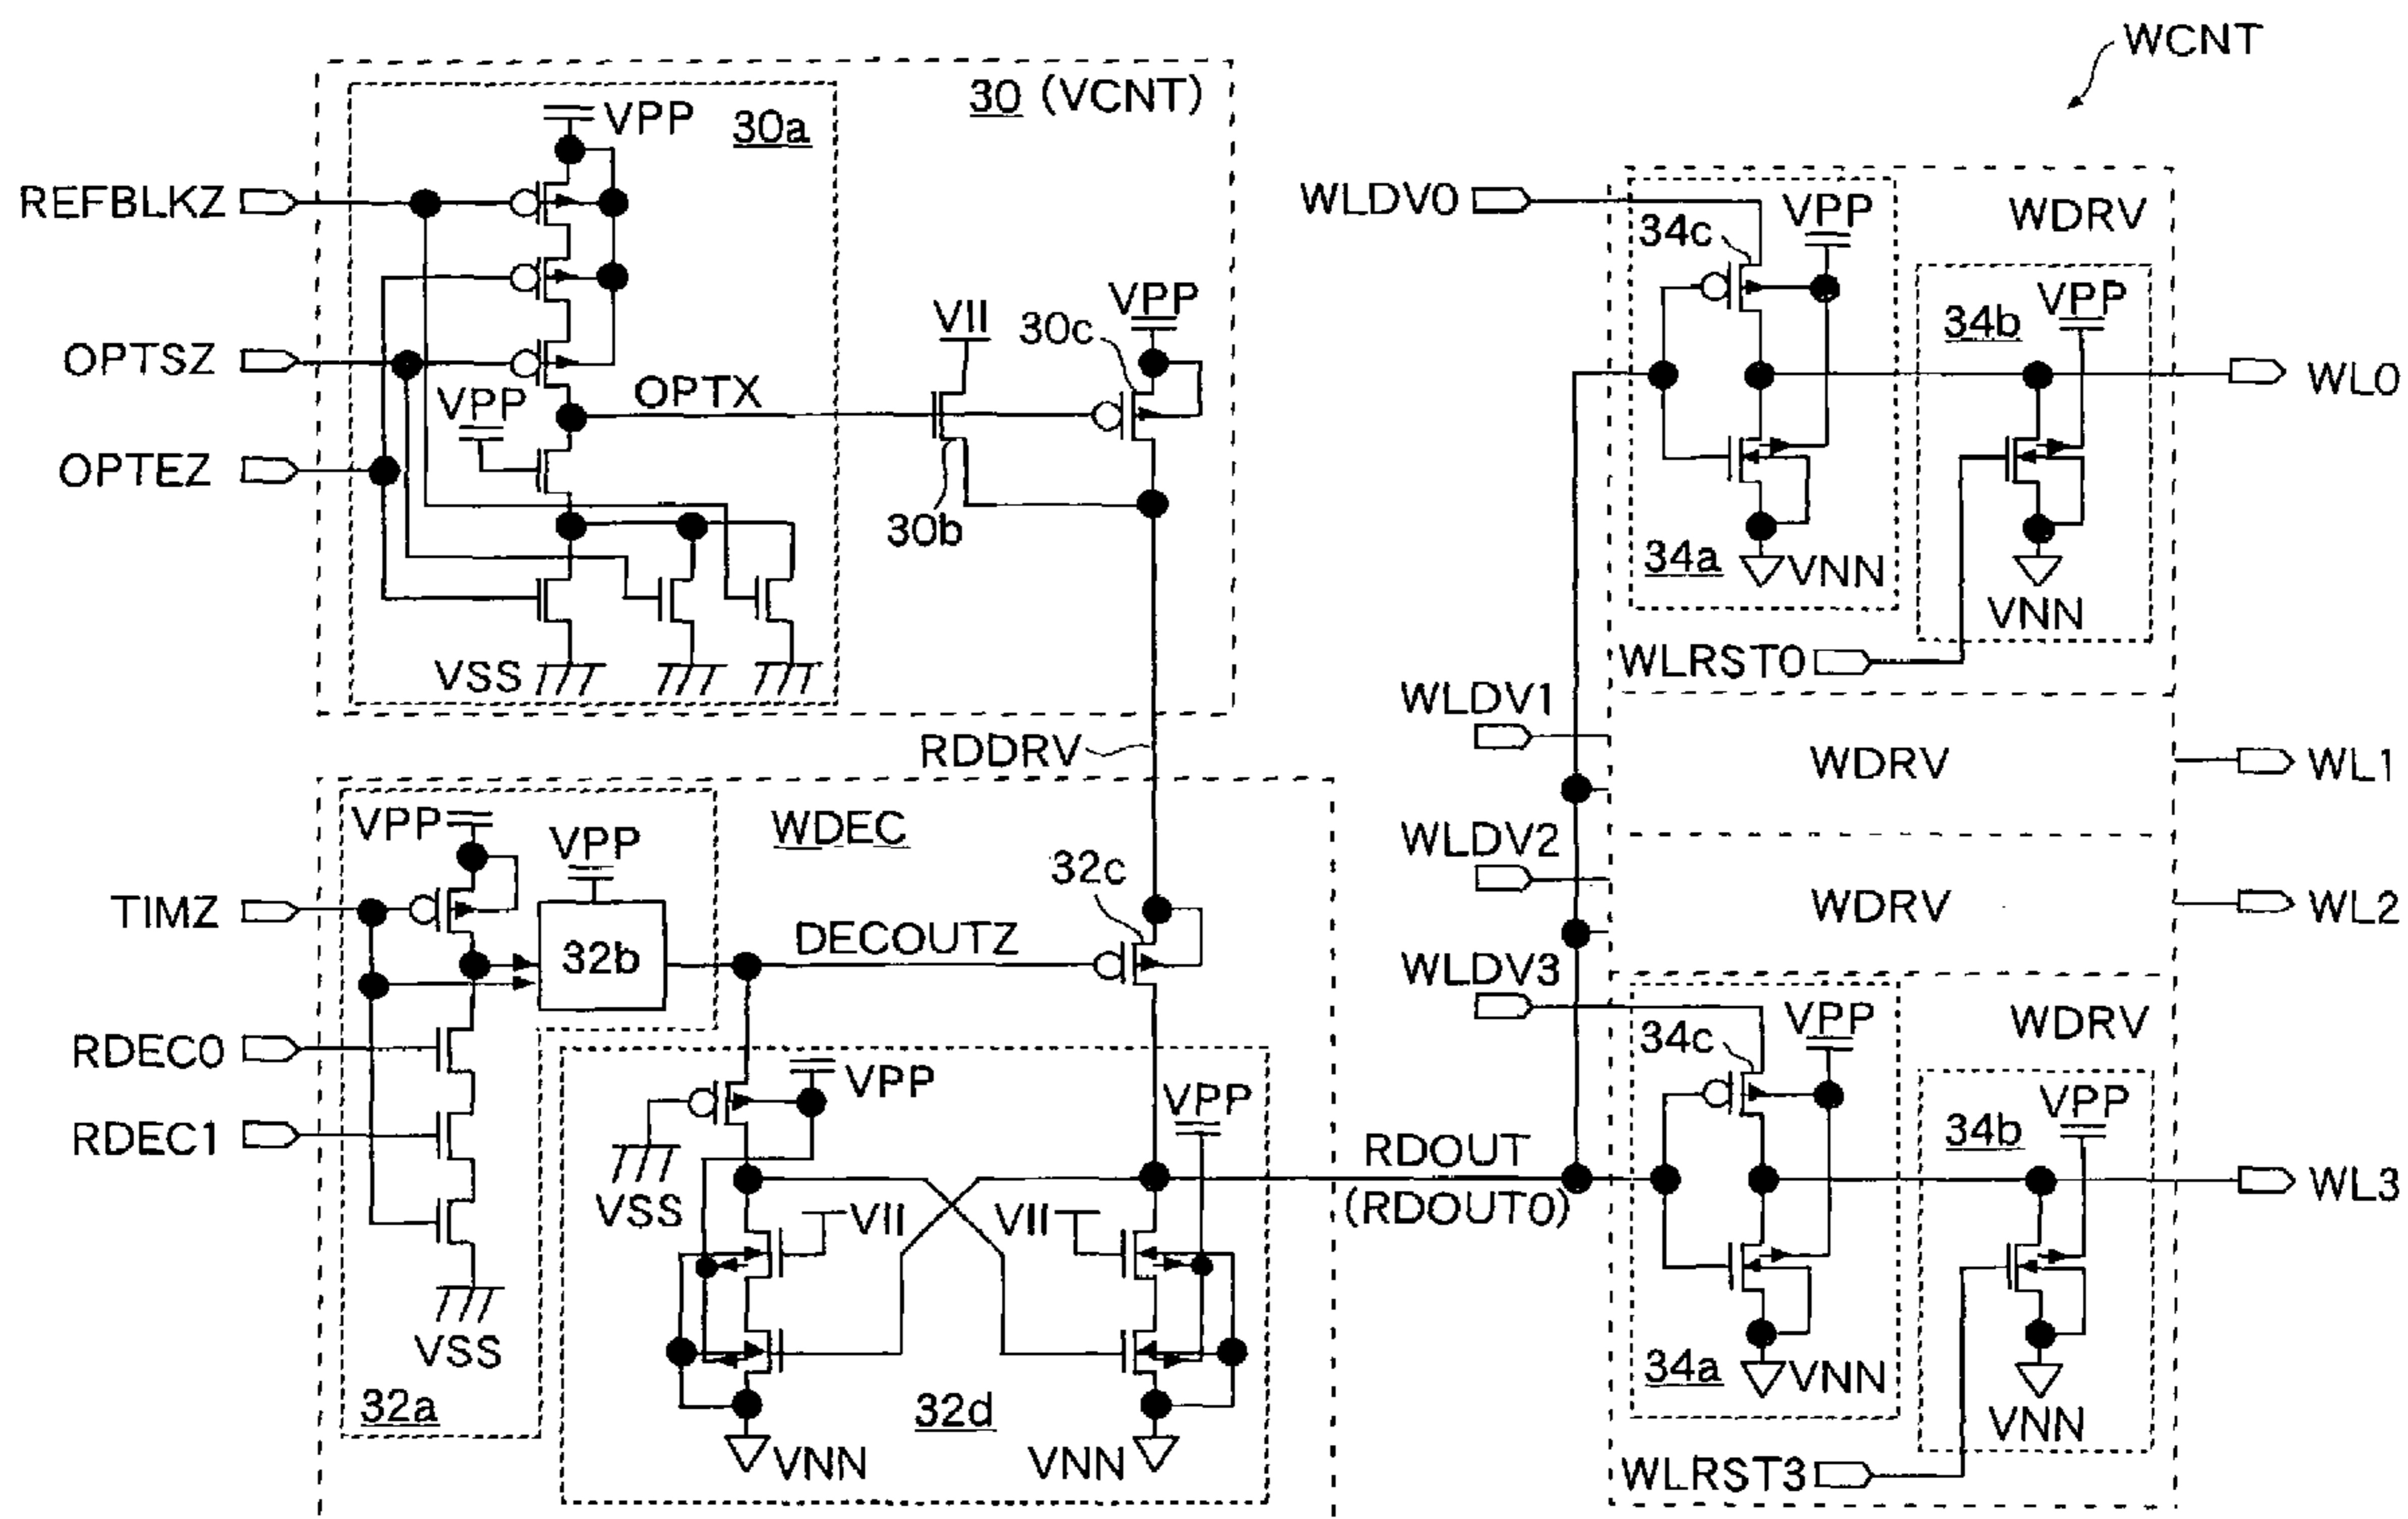 WCNT
30 (VCNT)
VPP
30a
REFBLKZ
OPTSZ
OPTEZ
VPP
OPTX
VII
30b
30c
VPP
VSS
RDDRV
WLDV0
34c
VPP
WDRV
34b
VPP
WL0
34a
VNN
VNN
WLRST0
WLDV1
WDRV
WL1
WLDV2
WDRV
WL2
WLDV3
34c
VPP
WDRV
34b
VPP
WL3
34a
VNN
VNN
WLRST3
VPP
VPP
WDEC
32c
TIMZ
32b
DECOUTZ
RDEC0
RDEC1
VSS
32a
VPP
VPP
VSS
VII
VII
RDOUT
(RDOUT0)
32d
VNN
VNN